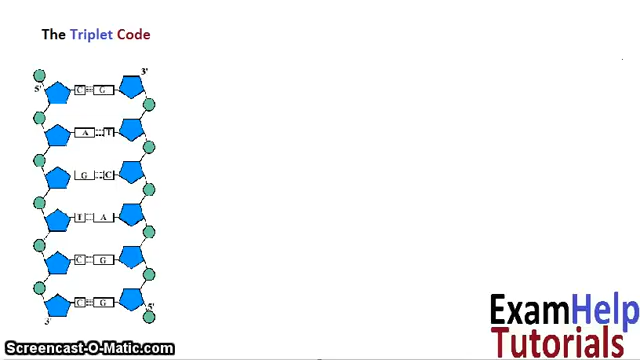 The Triplet Code
3'
5'
C G
A T
G C
T A
C G
C G
5'
3'
ExamHelp
Tutorials
Screencast-O-Matic.com